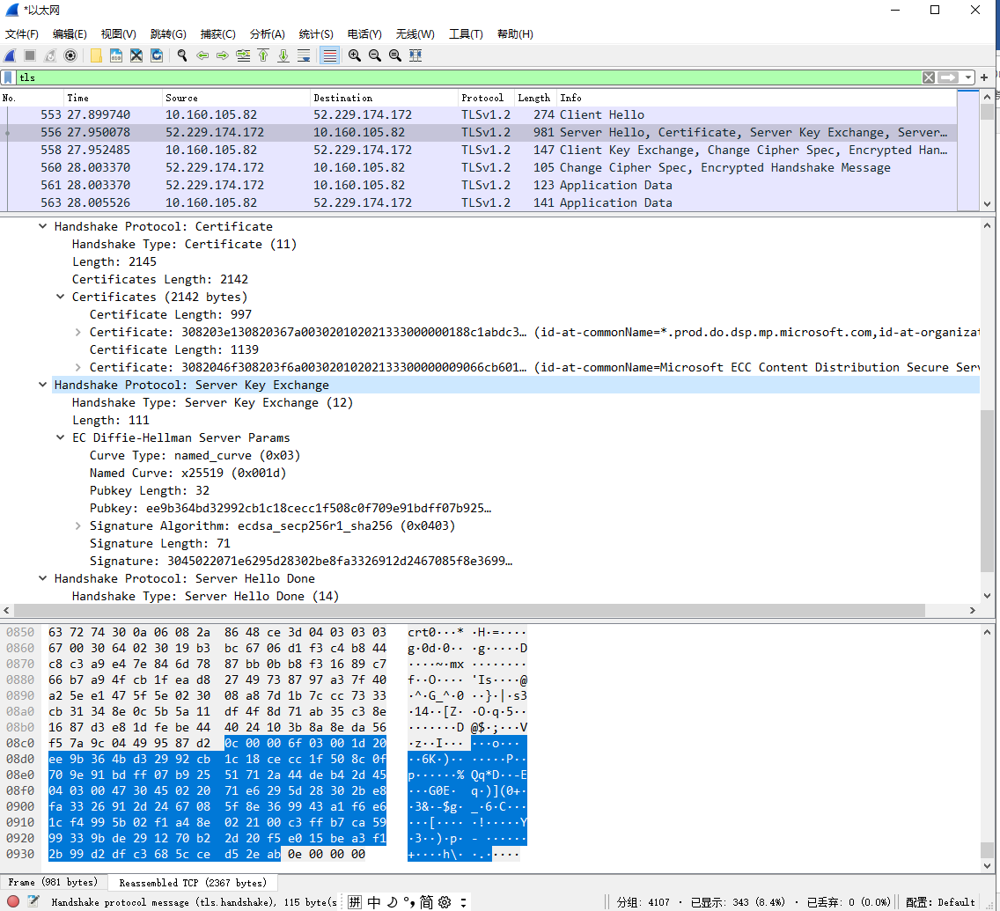 *以太网
文件(F) 编辑(E) 视图(V) 跳转(G) 捕获(C) 分析(A) 统计(S) 电话(Y) 无线(W) 工具(T) 帮助(H)
tls
No. Time Source Destination Protocol Length Info
553 27.899740 10.160.105.82 52.229.174.172 TLSv1.2 274 Client Hello
556 27.950078 52.229.174.172 10.160.105.82 TLSv1.2 981 Server Hello, Certificate, Server Key Exchange, Server…
558 27.952485 10.160.105.82 52.229.174.172 TLSv1.2 147 Client Key Exchange, Change Cipher Spec, Encrypted Han…
560 28.003370 52.229.174.172 10.160.105.82 TLSv1.2 105 Change Cipher Spec, Encrypted Handshake Message
561 28.003370 52.229.174.172 10.160.105.82 TLSv1.2 123 Application Data
563 28.005526 10.160.105.82 52.229.174.172 TLSv1.2 141 Application Data
Handshake Protocol: Certificate
Handshake Type: Certificate (11)
Length: 2145
Certificates Length: 2142
Certificates (2142 bytes)
Certificate Length: 997
Certificate: 308203e130820367a003020102021333000000188c1abdc3… (id-at-commonName=*.prod.do.dsp.mp.microsoft.com,id-at-organizat
Certificate Length: 1139
Certificate: 3082046f308203f6a00302010202133300000009066cb601… (id-at-commonName=Microsoft ECC Content Distribution Secure Serv
Handshake Protocol: Server Key Exchange
Handshake Type: Server Key Exchange (12)
Length: 111
EC Diffie-Hellman Server Params
Curve Type: named_curve (0x03)
Named Curve: x25519 (0x001d)
Pubkey Length: 32
Pubkey: ee9b364bd32992cb1c18cecc1f508c0f709e91bdff07b925…
Signature Algorithm: ecdsa_secp256r1_sha256 (0x0403)
Signature Length: 71
Signature: 3045022071e6295d28302be8fa3326912d2467085f8e3699…
Handshake Protocol: Server Hello Done
Handshake Type: Server Hello Done (14)
0850 63 72 74 30 0a 06 08 2a 86 48 ce 3d 04 03 03 03 crt0···* ·H·=····
0860 67 00 30 64 02 30 19 b3 bc 67 06 d1 f3 c4 b8 44 g·0d·0·· ·g·····D
0870 c8 c3 a9 e4 7e 84 6d 78 87 bb 0b b8 f3 16 89 c7 ····~·mx ········
0880 66 b7 a9 4f cb 1f ea d8 27 49 73 87 97 a3 7f 40 f··O···· 'Is····@
0890 a2 5e e1 47 5f 5e 02 30 08 a8 7d 1b 7c cc 73 33 ·^·G_^·0 ··}·|·s3
08a0 cb 31 34 8e 0c 5b 5a 11 df 4f 8d 71 ab 35 c3 8e ·14··[Z· ·O·q·5··
08b0 16 87 d3 e8 1d fe be 44 40 24 10 3b 8a 8e da 56 ·······D @$·;···V
08c0 f5 7a 9c 04 49 95 87 d2 0c 00 00 6f 03 00 1d 20 ·z··I··· ···o···
08d0 ee 9b 36 4b d3 29 92 cb 1c 18 ce cc 1f 50 8c 0f ··6K·)·· ·····P··
08e0 70 9e 91 bd ff 07 b9 25 51 71 2a 44 de b4 2d 45 p······% Qq*D··-E
08f0 04 03 00 47 30 45 02 20 71 e6 29 5d 28 30 2b e8 ···G0E·  q·)](0+·
0900 fa 33 26 91 2d 24 67 08 5f 8e 36 99 43 a1 f6 e6 ·3&·-$g· _·6·C···
0910 1c f4 99 5b 02 f1 a4 8e 02 21 00 c3 ff b7 ca 59 ···[···· ·!·····Y
0920 99 33 9b de 29 12 70 b2 2d 20 f5 e0 15 be a3 f1 ·3··)·p· - ······
0930 2b 99 d2 df c3 68 5c ce d5 2e ab 0e 00 00 00 +····h\· ·.·····
Frame (981 bytes) Reassembled TCP (2367 bytes)
Handshake protocol message (tls.handshake), 115 byte(s 拼 中 简 分组: 4107 · 已显示: 343 (8.4%) · 已丢弃: 0 (0.0%) 配置: Default